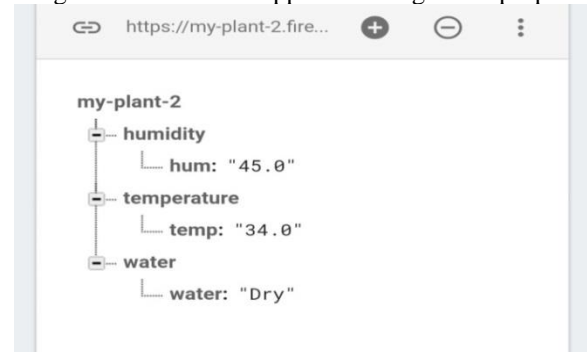 https://my-plant-2.fire...
my-plant-2
humidity
hum: "45.0"
temperature
temp: "34.0"
water
water: "Dry"